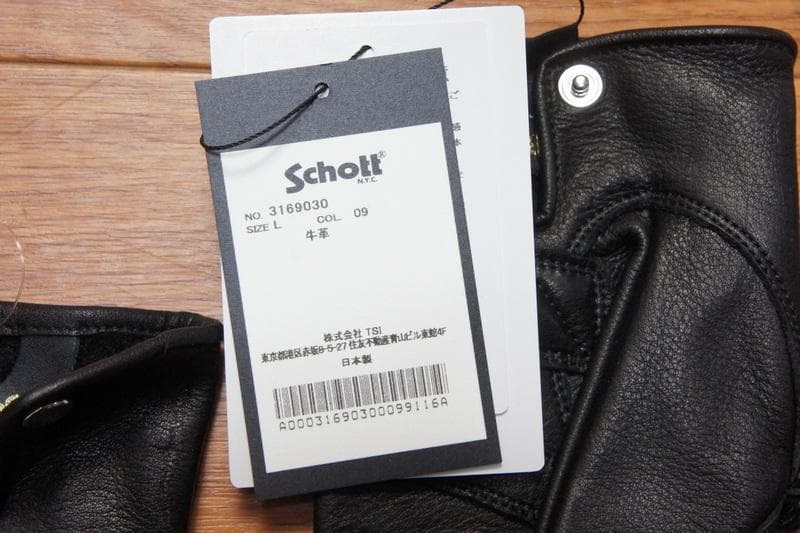 Schott®
N.Y.C.
NO. 3169030
SIZE L COL 09
牛革
株式会社 TSI
東京都港区赤坂8-5-27 住友不動産青山ビル東館4F
日本製
A000316903000991​16A